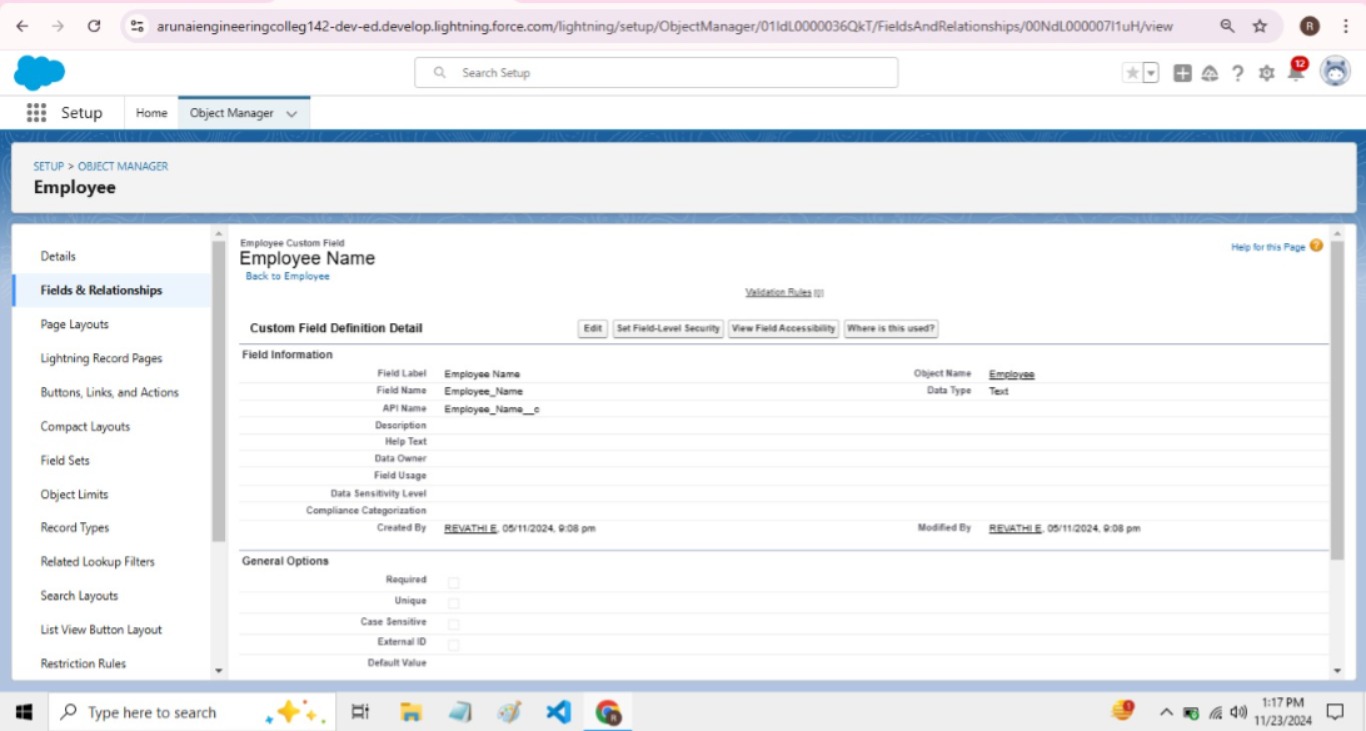 arunaiengineeringcolleg142-dev-ed.develop.lightning.force.com/lightning/setup/ObjectManager/01IdL0000036QkT/FieldsAndRelationships/00NdL000007I1uH/view
R
Search Setup
12
Setup
Home
Object Manager
SETUP > OBJECT MANAGER
Employee
Details
Fields & Relationships
Page Layouts
Lightning Record Pages
Buttons, Links, and Actions
Compact Layouts
Field Sets
Object Limits
Record Types
Related Lookup Filters
Search Layouts
List View Button Layout
Restriction Rules
Employee Custom Field
Employee Name
Back to Employee
Help for this Page
Validation Rules [0]
Custom Field Definition Detail
Edit Set Field-Level Security View Field Accessibility Where is this used?
Field Information
Field Label Employee Name Object Name Employee
Field Name Employee_Name Data Type Text
API Name Employee_Name__c
Description
Help Text
Data Owner
Field Usage
Data Sensitivity Level
Compliance Categorization
Created By REVATHI E, 05/11/2024, 9:08 pm Modified By REVATHI E, 05/11/2024, 9:08 pm
General Options
Required
Unique
Case Sensitive
External ID
Default Value
Type here to search
1:17 PM
11/23/2024